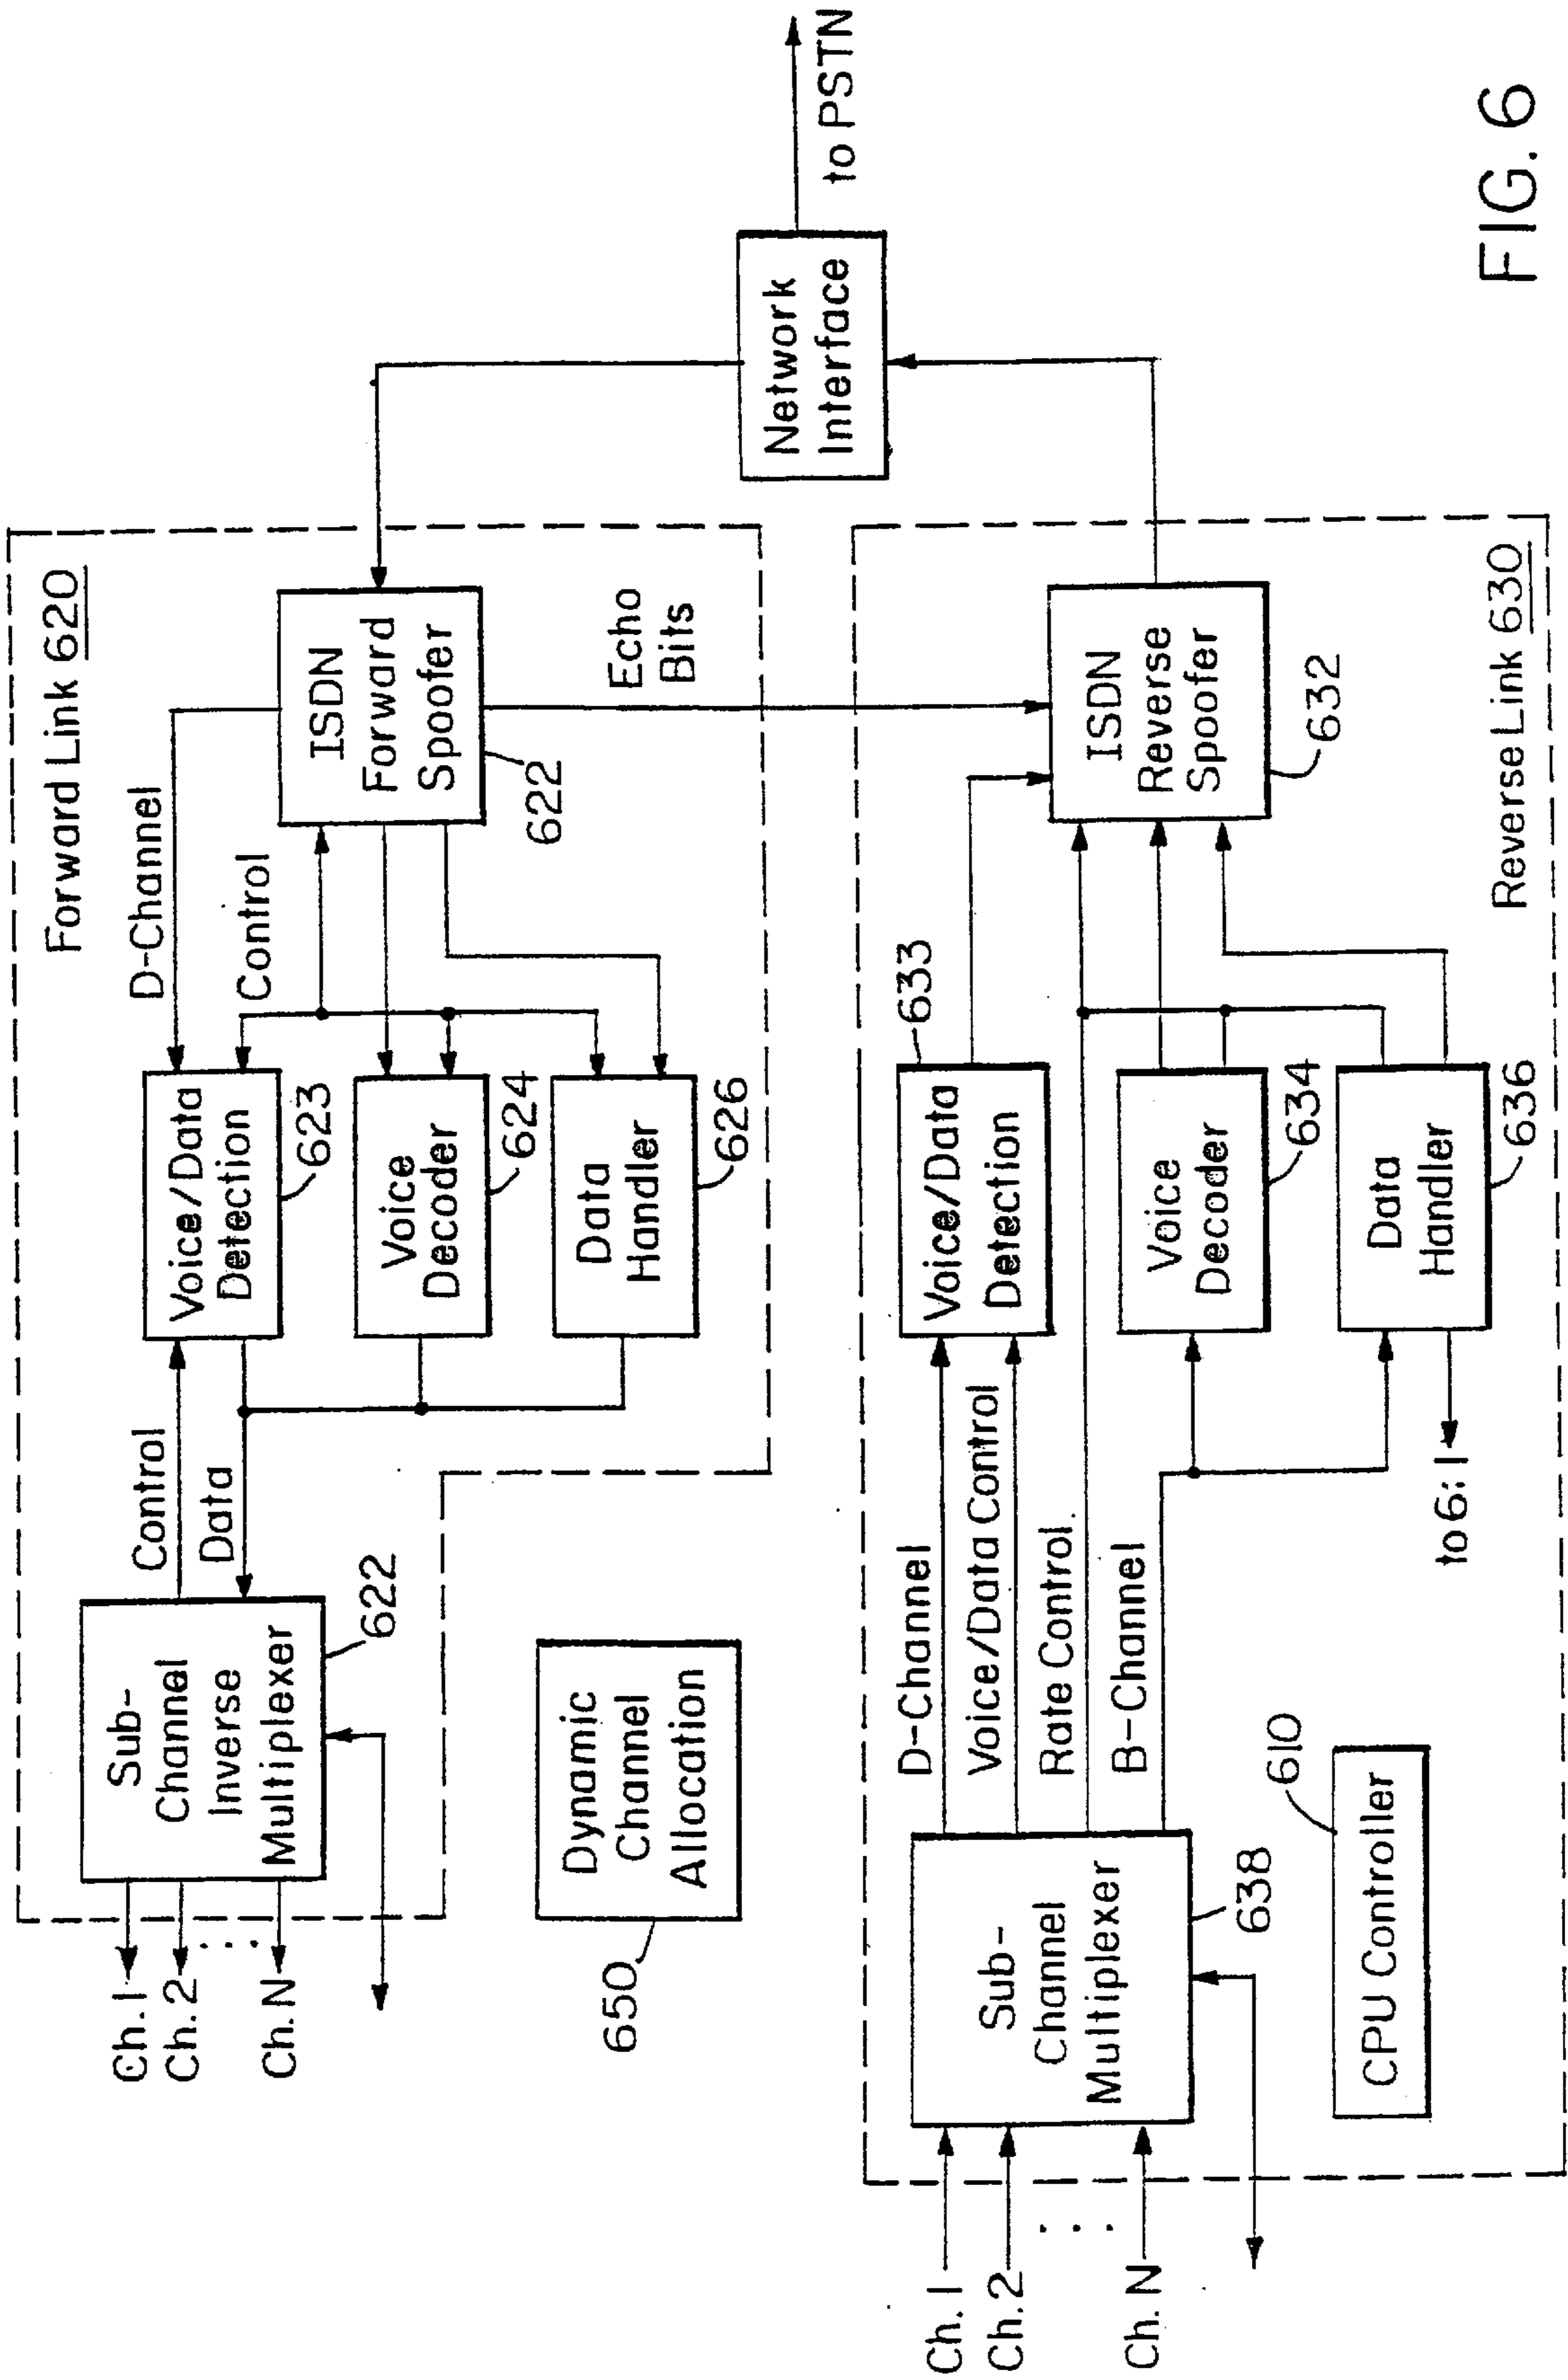 Forward Link 620
Ch. 1
Ch. 2
. . .
Ch. N
Sub-
Channel
Inverse
Multiplexer
622
Control
Data
Voice/Data
Detection
623
Voice
Decoder
624
Data
Handler
626
D-Channel
Control
ISDN
Forward
Spoofer
622
Echo
Bits
Network
Interface
to PSTN
Dynamic
Channel
Allocation
650
Ch. 1
Ch. 2
. . .
Ch. N
Sub-
Channel
Multiplexer
638
D-Channel
Voice/Data Control
Rate Control.
B-Channel
Voice/Data
Detection
633
Voice
Decoder
634
Data
Handler
636
to 6: 1
ISDN
Reverse
Spoofer
632
CPU Controller
610
Reverse Link 630
FIG. 6